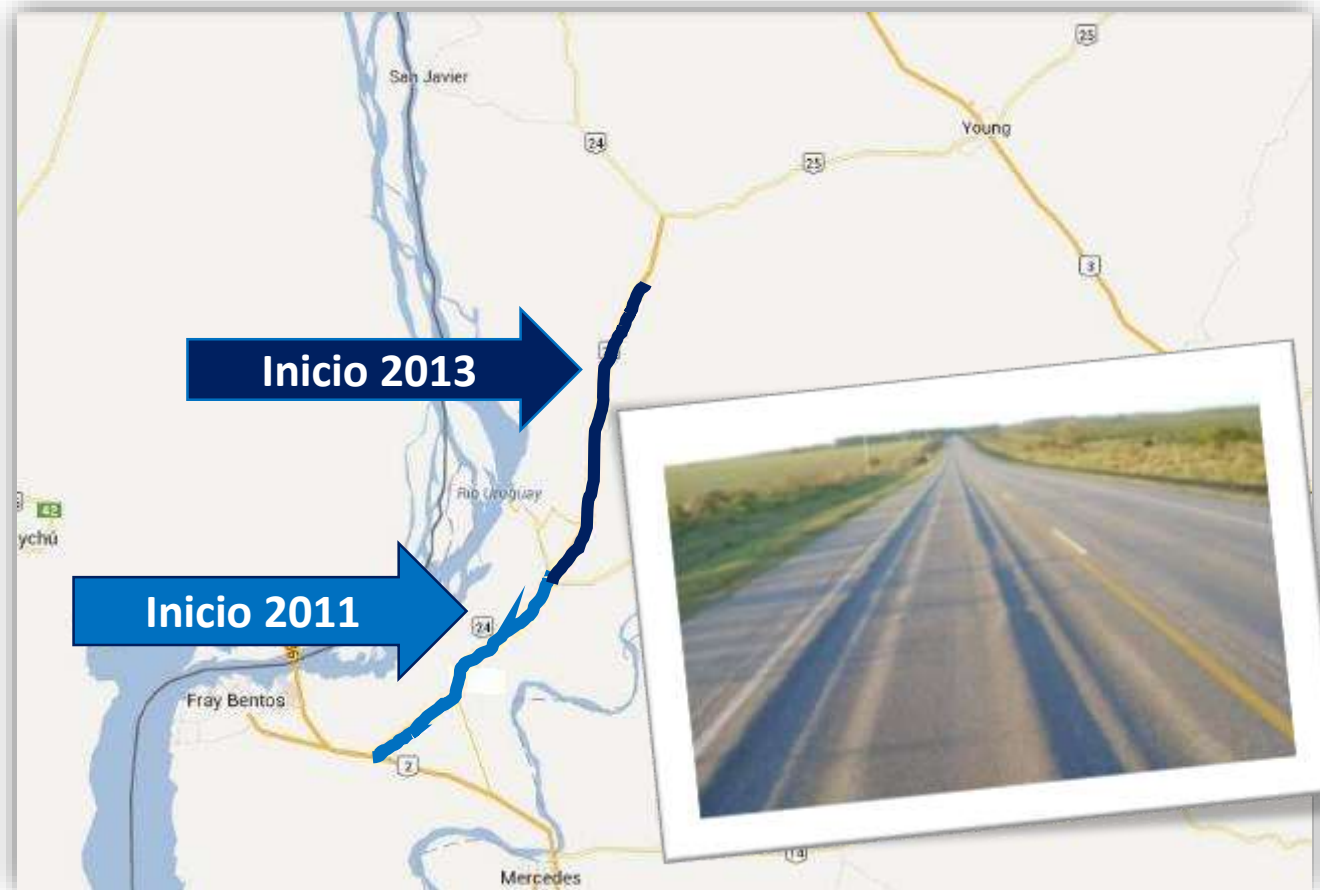 25
San Javier
Young
24
25
3
Inicio 2013
Rio Uruguay
42
ychú
Inicio 2011
24
Fray Bentos
2
14
Mercedes